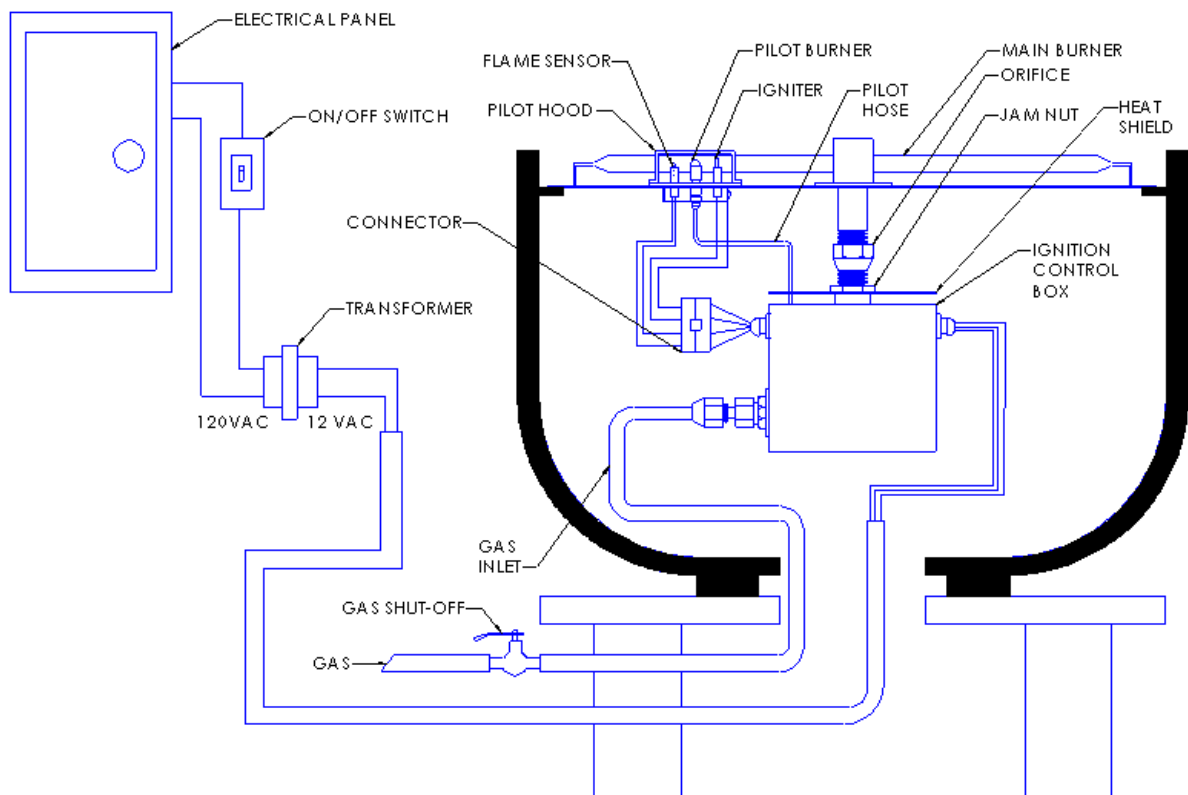 ELECTRICAL PANEL
ON/OFF SWITCH
TRANSFORMER
120VAC
12 VAC
FLAME SENSOR
PILOT HOOD
PILOT BURNER
IGNITER
PILOT
HOSE
MAIN BURNER
ORIFICE
JAM NUT
HEAT
SHIELD
CONNECTOR
IGNITION
CONTROL
BOX
GAS
INLET
GAS SHUT-OFF
GAS